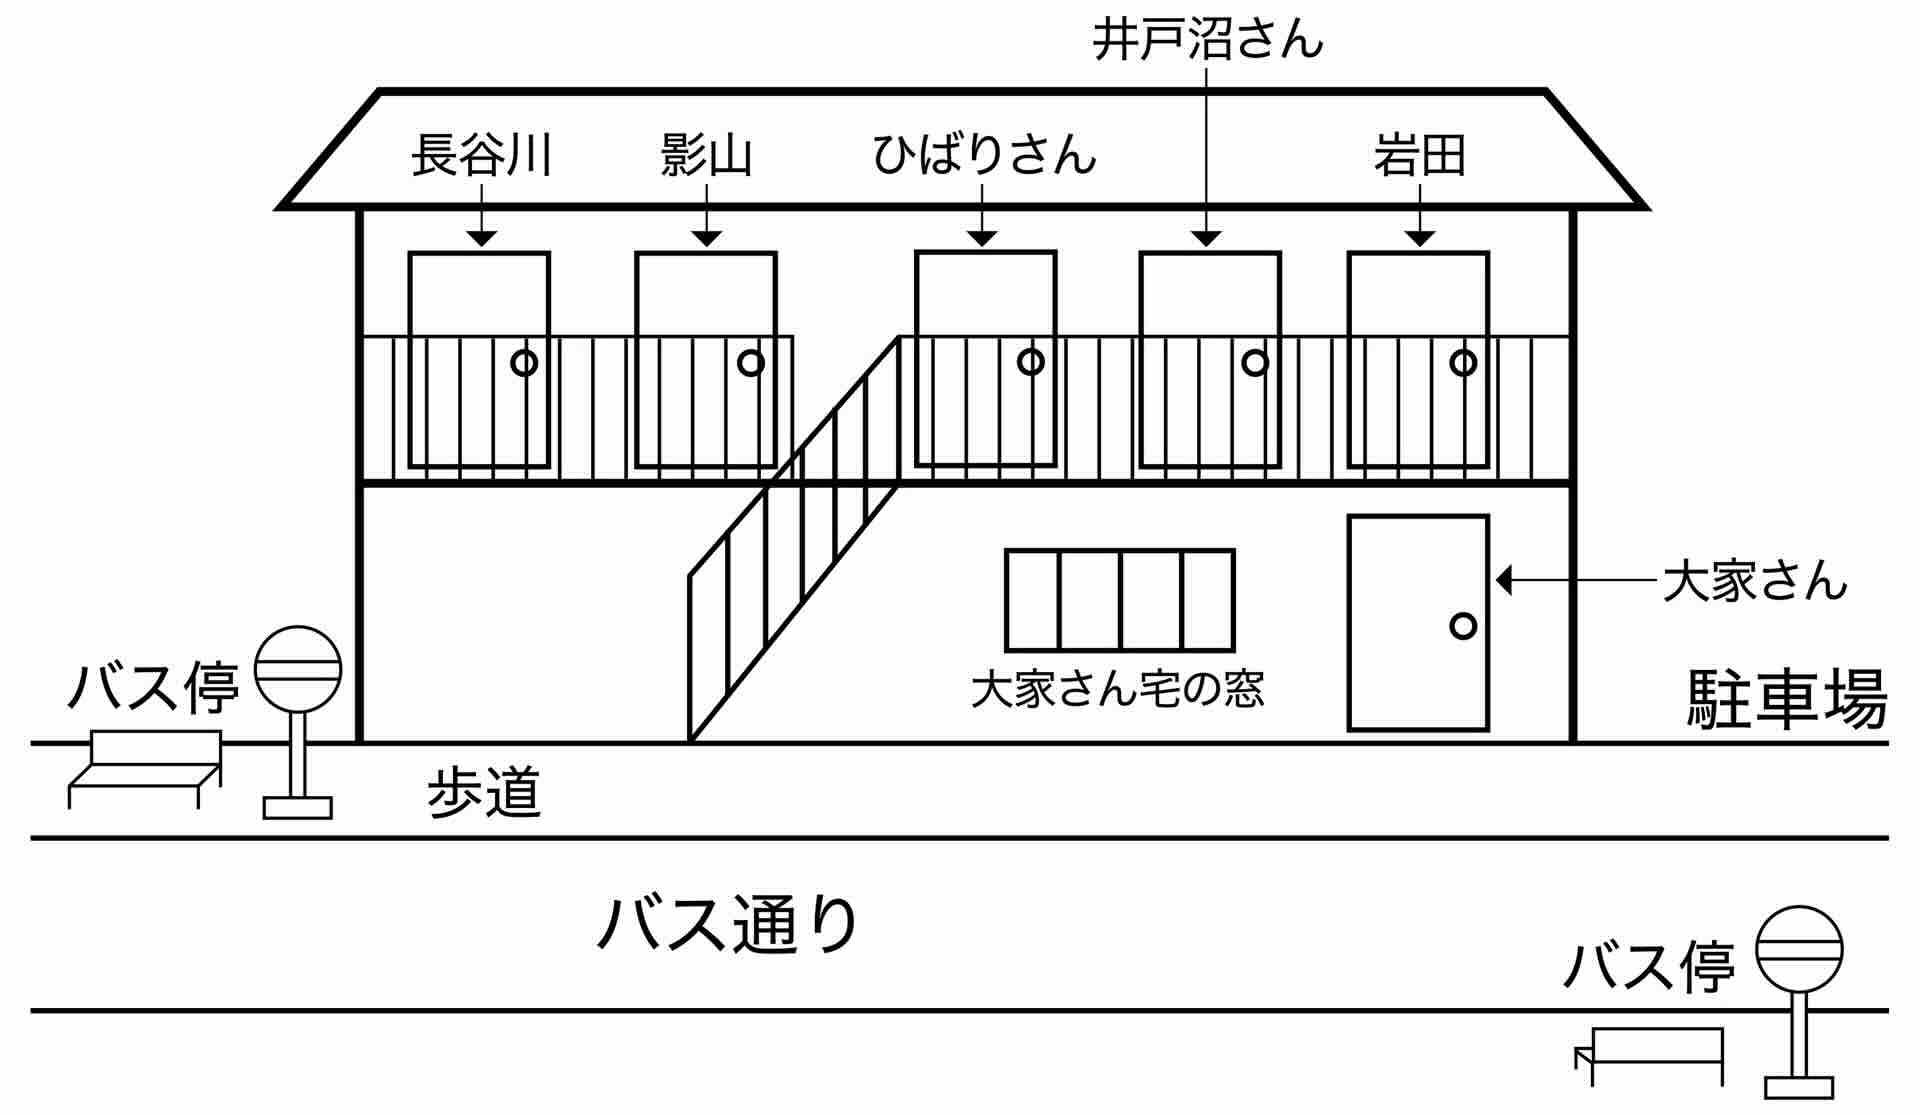 井戸沼さん
長谷川
影山
ひばりさん
岩田
大家さん
大家さん宅の窓
バス停
駐車場
歩道
バス通り
バス停